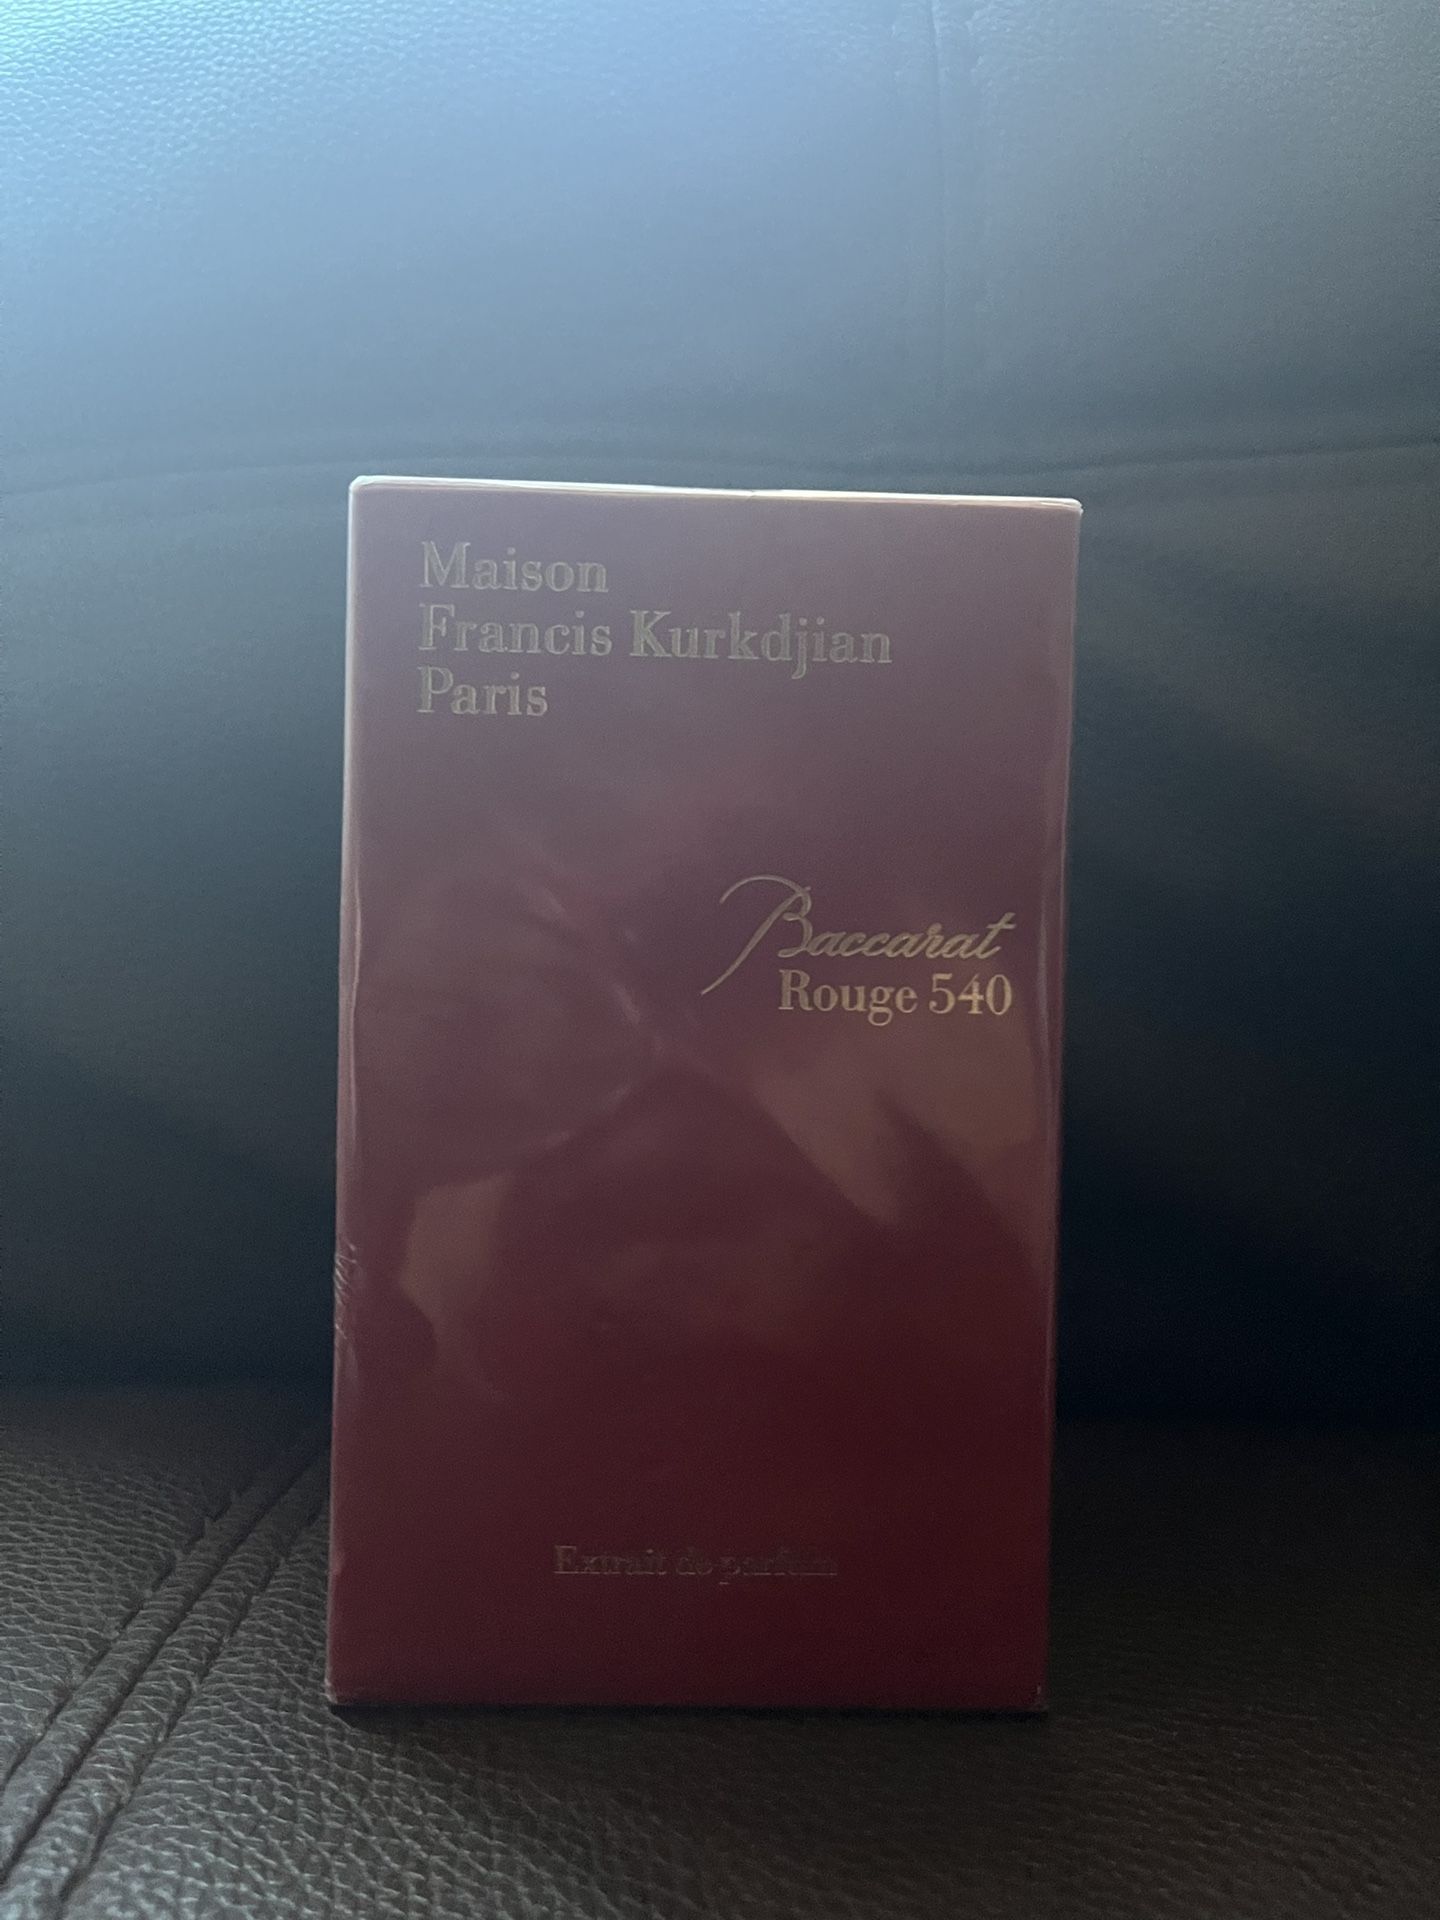 Maison
Francis Kurkdjian
Paris
Baccarat
Rouge 540
Extrait de parfum